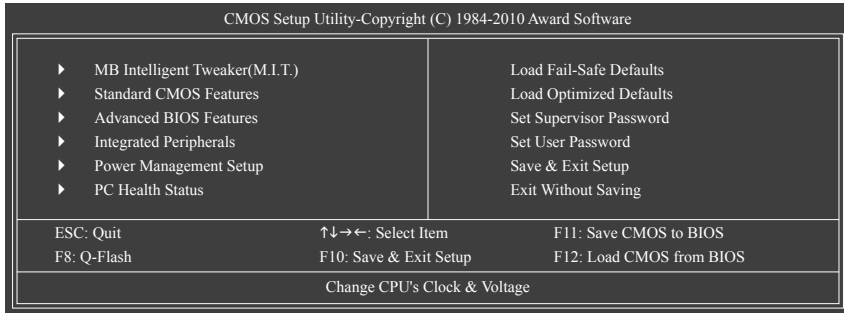 CMOS Setup Utility-Copyright (C) 1984-2010 Award Software
MB Intelligent Tweaker(M.I.T.)
Standard CMOS Features
Advanced BIOS Features
Integrated Peripherals
Power Management Setup
PC Health Status
Load Fail-Safe Defaults
Load Optimized Defaults
Set Supervisor Password
Set User Password
Save & Exit Setup
Exit Without Saving
ESC: Quit ↑↓→←: Select Item F11: Save CMOS to BIOS
F8: Q-Flash F10: Save & Exit Setup F12: Load CMOS from BIOS
Change CPU's Clock & Voltage